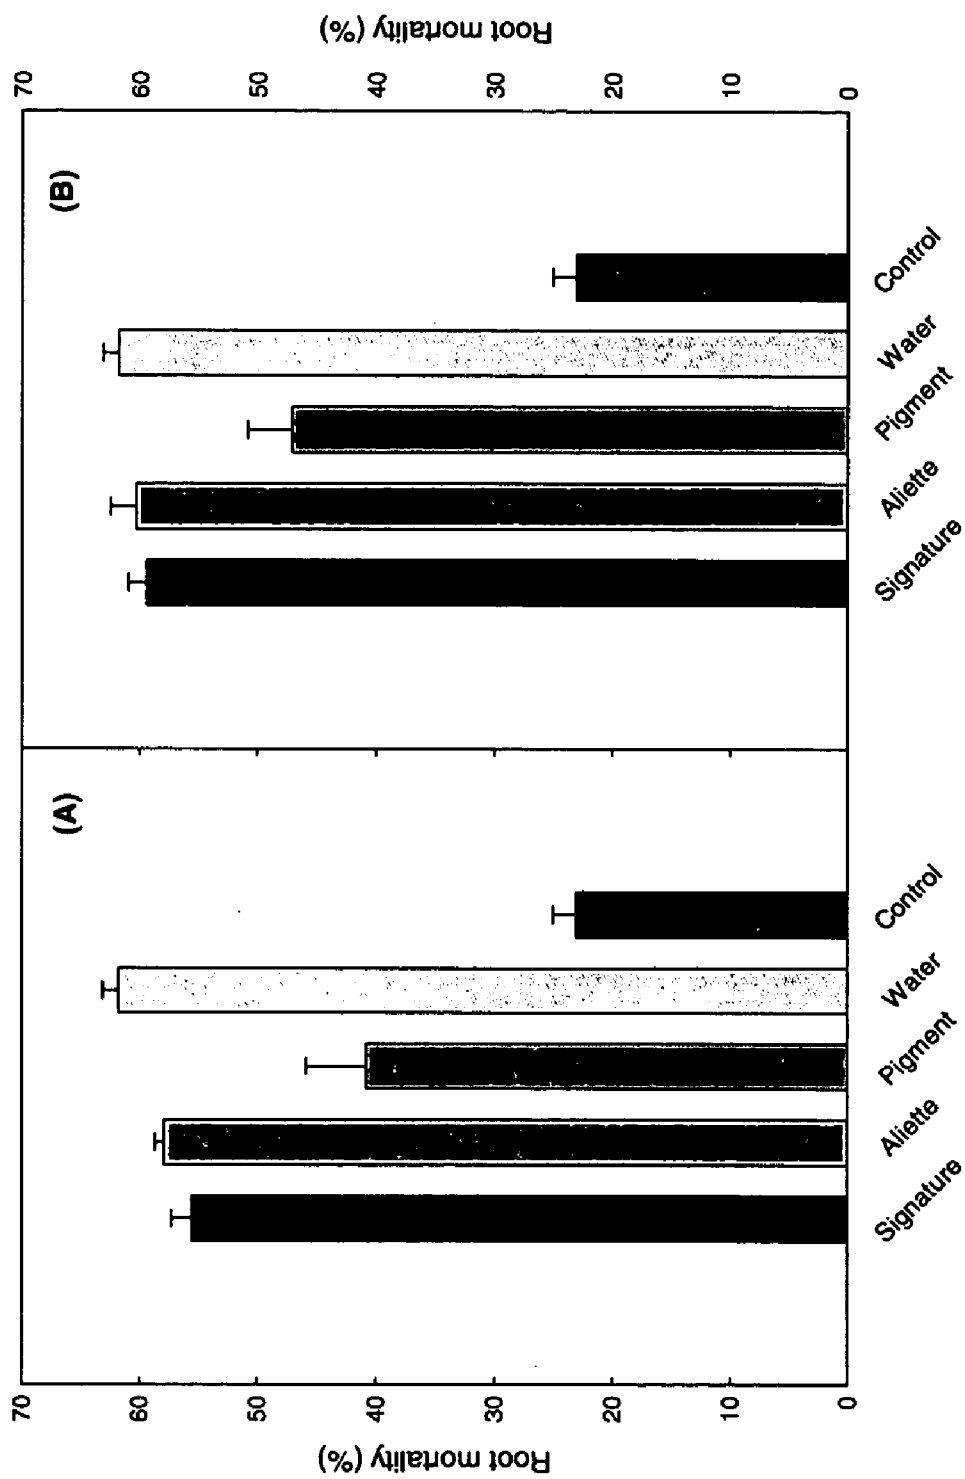 (A)
(B)
Root mortality (%)
70
60
50
40
30
20
10
0
Signature
Aliette
Pigment
Water
Control
Signature
Aliette
Pigment
Water
Control
70
60
50
40
30
20
10
0
Root mortality (%)